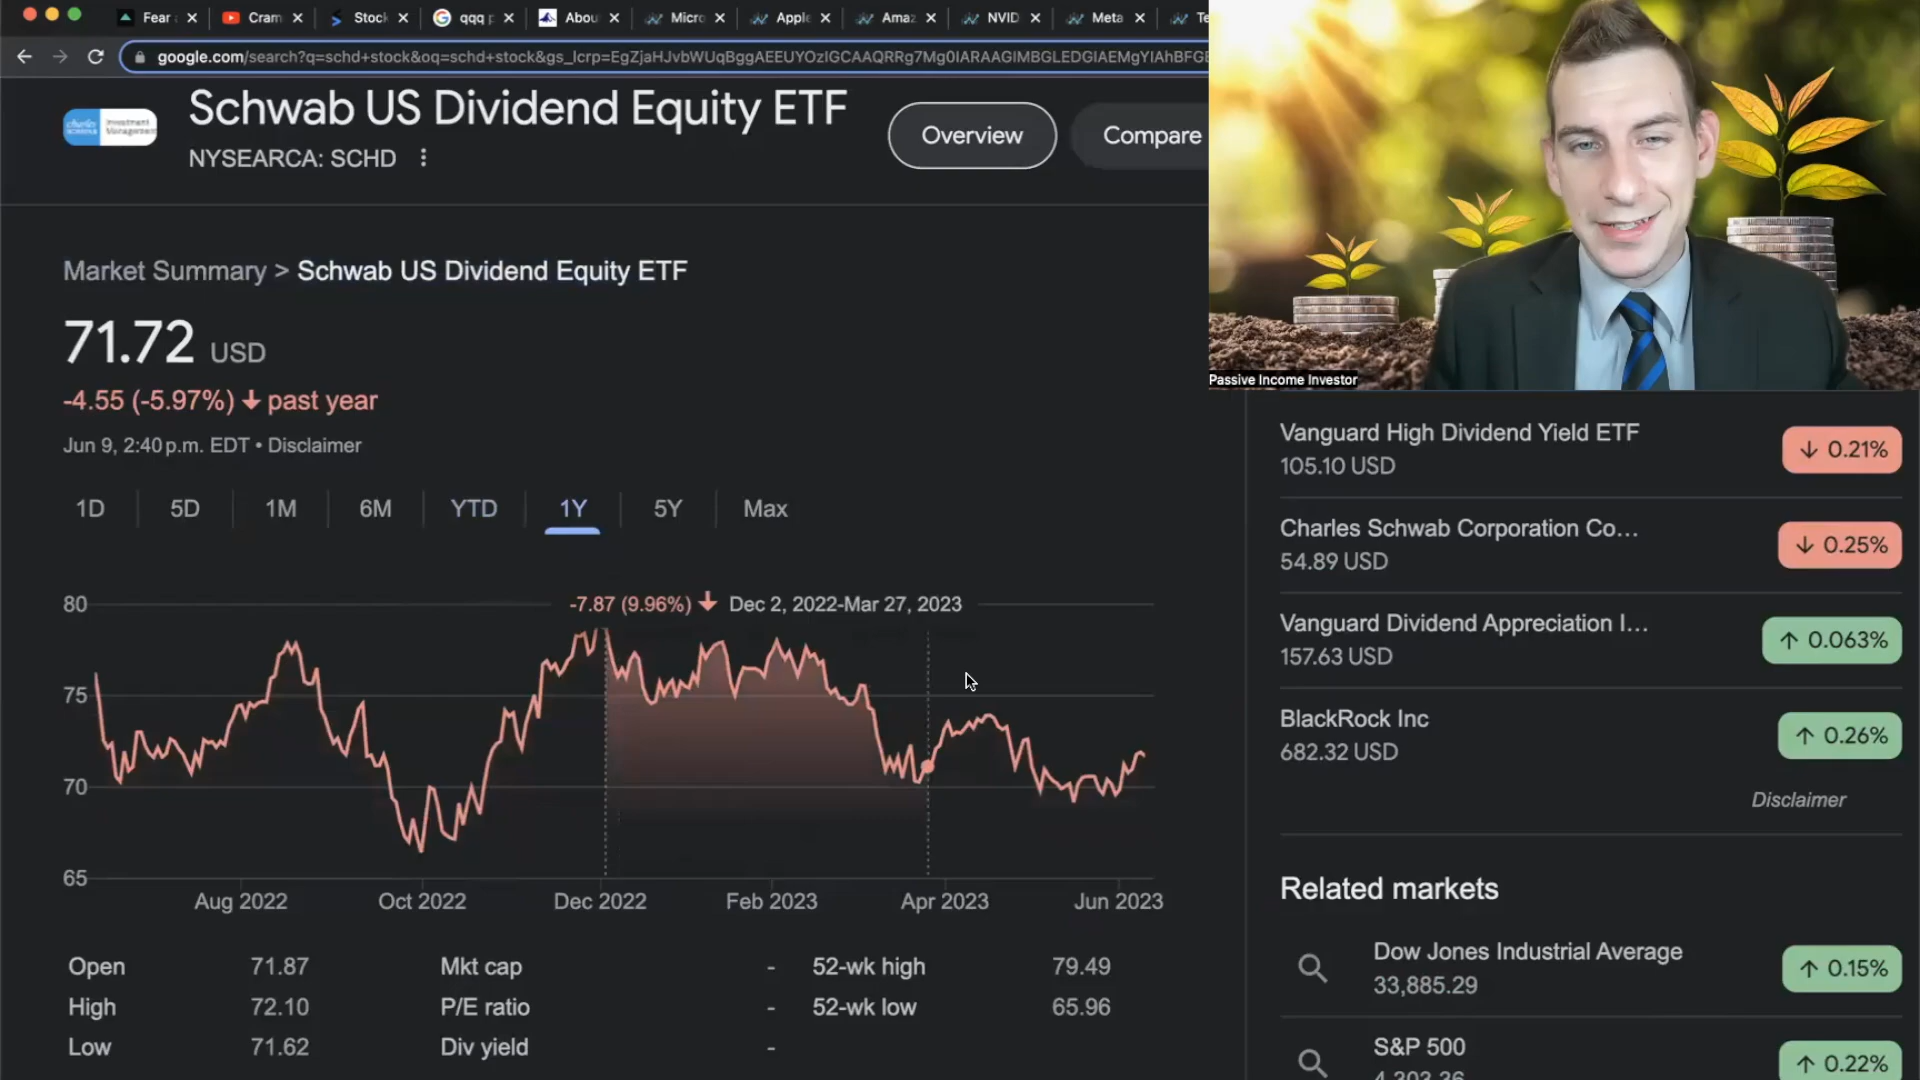 Fear
Cram
Stock
qqq p
Abou
Micro
Apple
Amaz
NVID
Meta
Te
google.com/search?q=schd+stock&oq=schd+stock&gs_lcrp=
Schwab US Dividend Equity ETF
NYSEARCA: SCHD
Overview
Compare
charles
Investment
Management
Passive Income Investor
Market Summary > Schwab US Dividend Equity ETF
71.72 USD
-4.55 (-5.97%) ↓ past year
Jun 9, 2:40 p.m. EDT • Disclaimer
1D 5D 1M 6M YTD 1Y 5Y Max
-7.87 (9.96%) ↓ Dec 2, 2022-Mar 27, 2023
80
75
70
65
Aug 2022 Oct 2022 Dec 2022 Feb 2023 Apr 2023 Jun 2023
Open 71.87 Mkt cap - 52-wk high 79.49
High 72.10 P/E ratio - 52-wk low 65.96
Low 71.62 Div yield -
Vanguard High Dividend Yield ETF
105.10 USD
↓ 0.21%
Charles Schwab Corporation Co...
54.89 USD
↓ 0.25%
Vanguard Dividend Appreciation I...
157.63 USD
↑ 0.063%
BlackRock Inc
682.32 USD
↑ 0.26%
Disclaimer
Related markets
Dow Jones Industrial Average
33,885.29
↑ 0.15%
S&P 500
↑ 0.22%